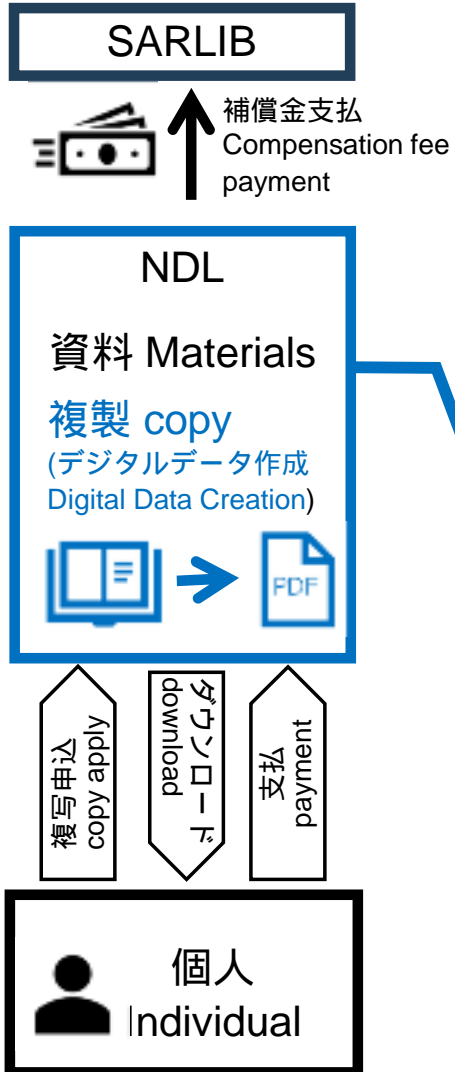 SARLIB
補償金支払
Compensation fee
payment
NDL
資料 Materials
複製 copy
(デジタルデータ作成
Digital Data Creation)
FDF
複写申込
copy apply
ダウンロード
download
支払
payment
個人
Individual